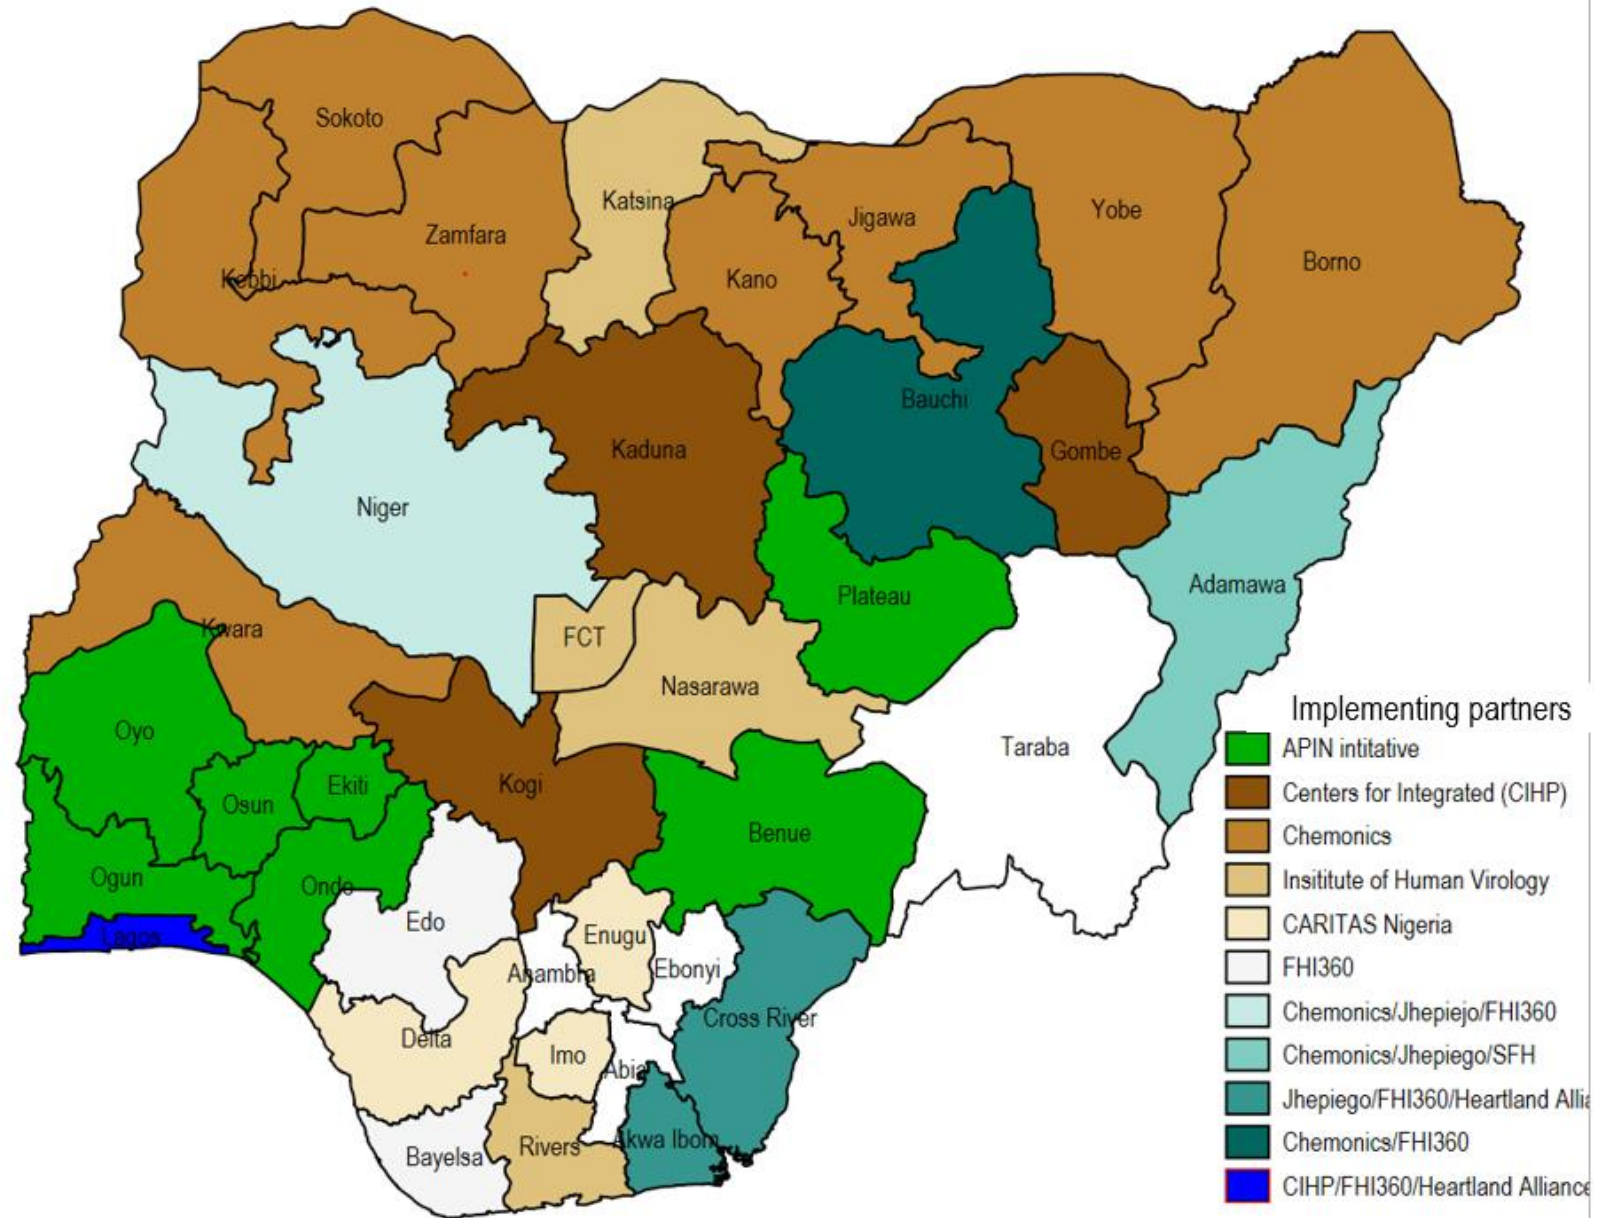 Sokoto
Katsina
Yobe
Jigawa
Zamfara
Borno
Kebbi
Kano
Bauchi
Kaduna
Gombe
Niger
Adamawa
Plateau
Kwara
FCT
Nasarawa
Oyo
Taraba
Kogi
Ekiti
Osun
Benue
Ogun
Ondo
Edo
Lagos
Enugu
Anambra
Ebonyi
Cross River
Delta
Imo
Abia
Akwa Ibom
Rivers
Bayelsa
Implementing partners
APIN intitative
Centers for Integrated (CIHP)
Chemonics
Insititute of Human Virology
CARITAS Nigeria
FHI360
Chemonics/Jhepiejo/FHI360
Chemonics/Jhepiego/SFH
Jhepiego/FHI360/Heartland Allia
Chemonics/FHI360
CIHP/FHI360/Heartland Alliance